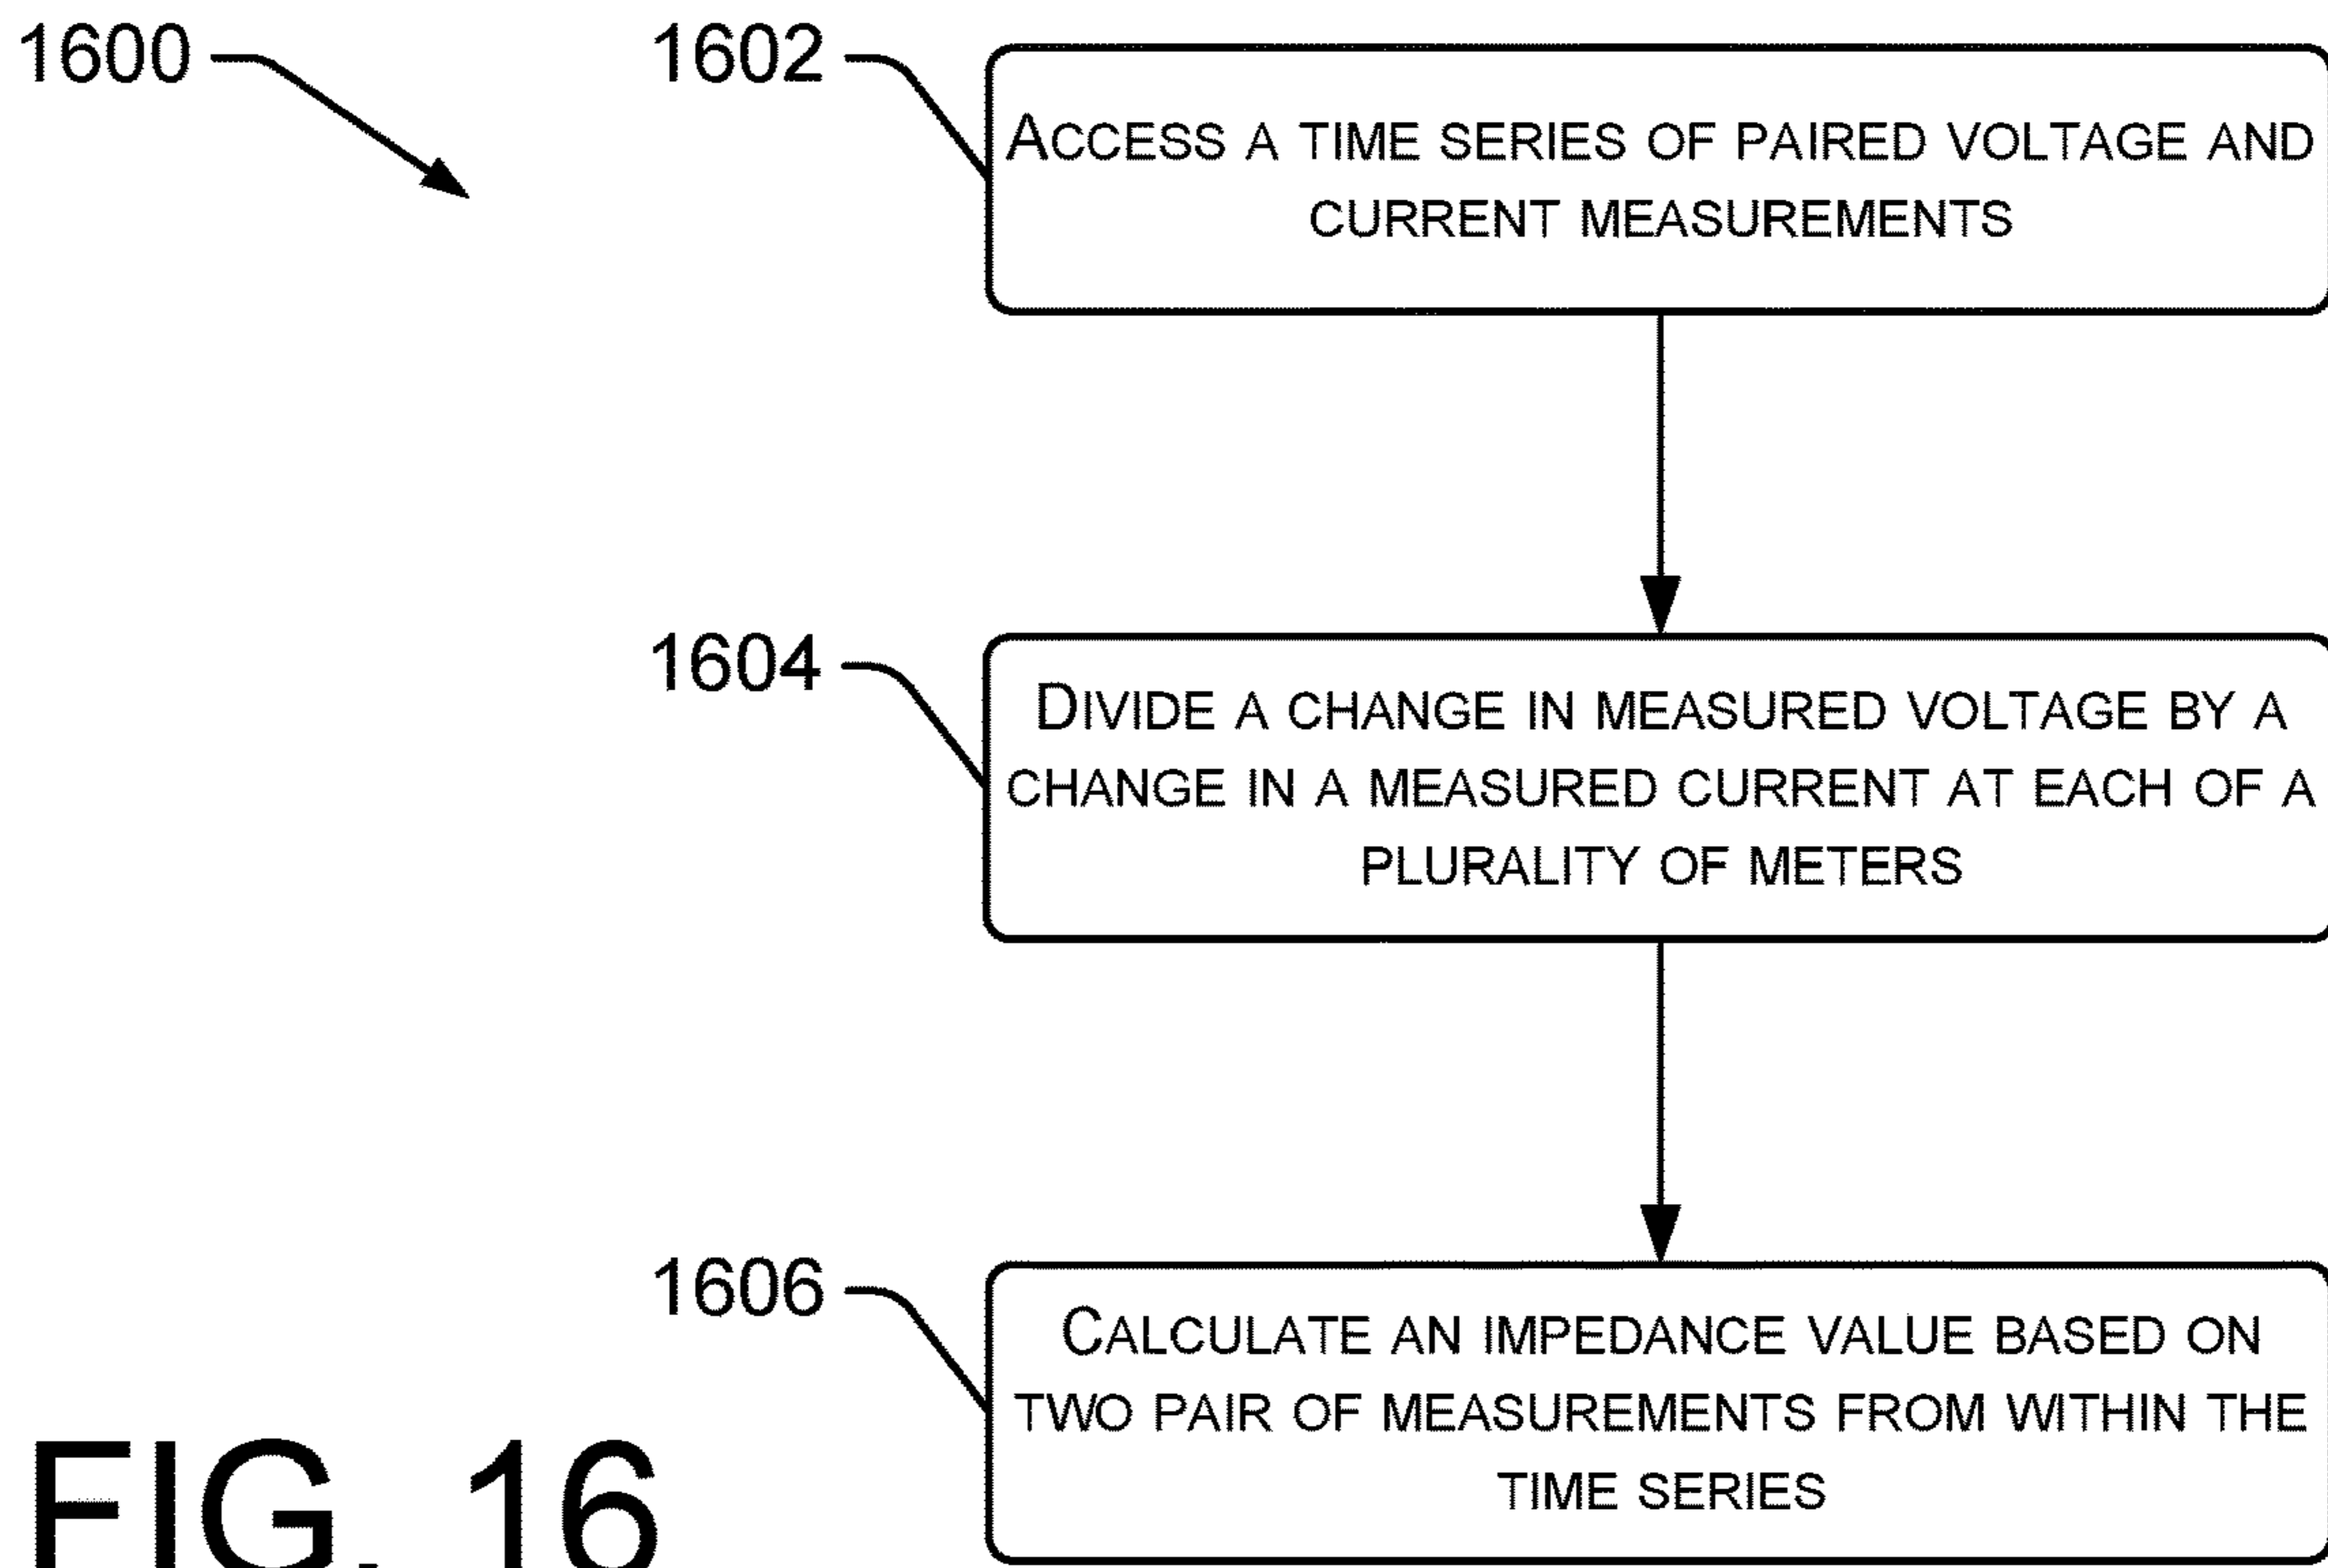 1600
1602
ACCESS A TIME SERIES OF PAIRED VOLTAGE AND
CURRENT MEASUREMENTS
1604
DIVIDE A CHANGE IN MEASURED VOLTAGE BY A
CHANGE IN A MEASURED CURRENT AT EACH OF A
PLURALITY OF METERS
1606
CALCULATE AN IMPEDANCE VALUE BASED ON
TWO PAIR OF MEASUREMENTS FROM WITHIN THE
TIME SERIES
FIG. 16